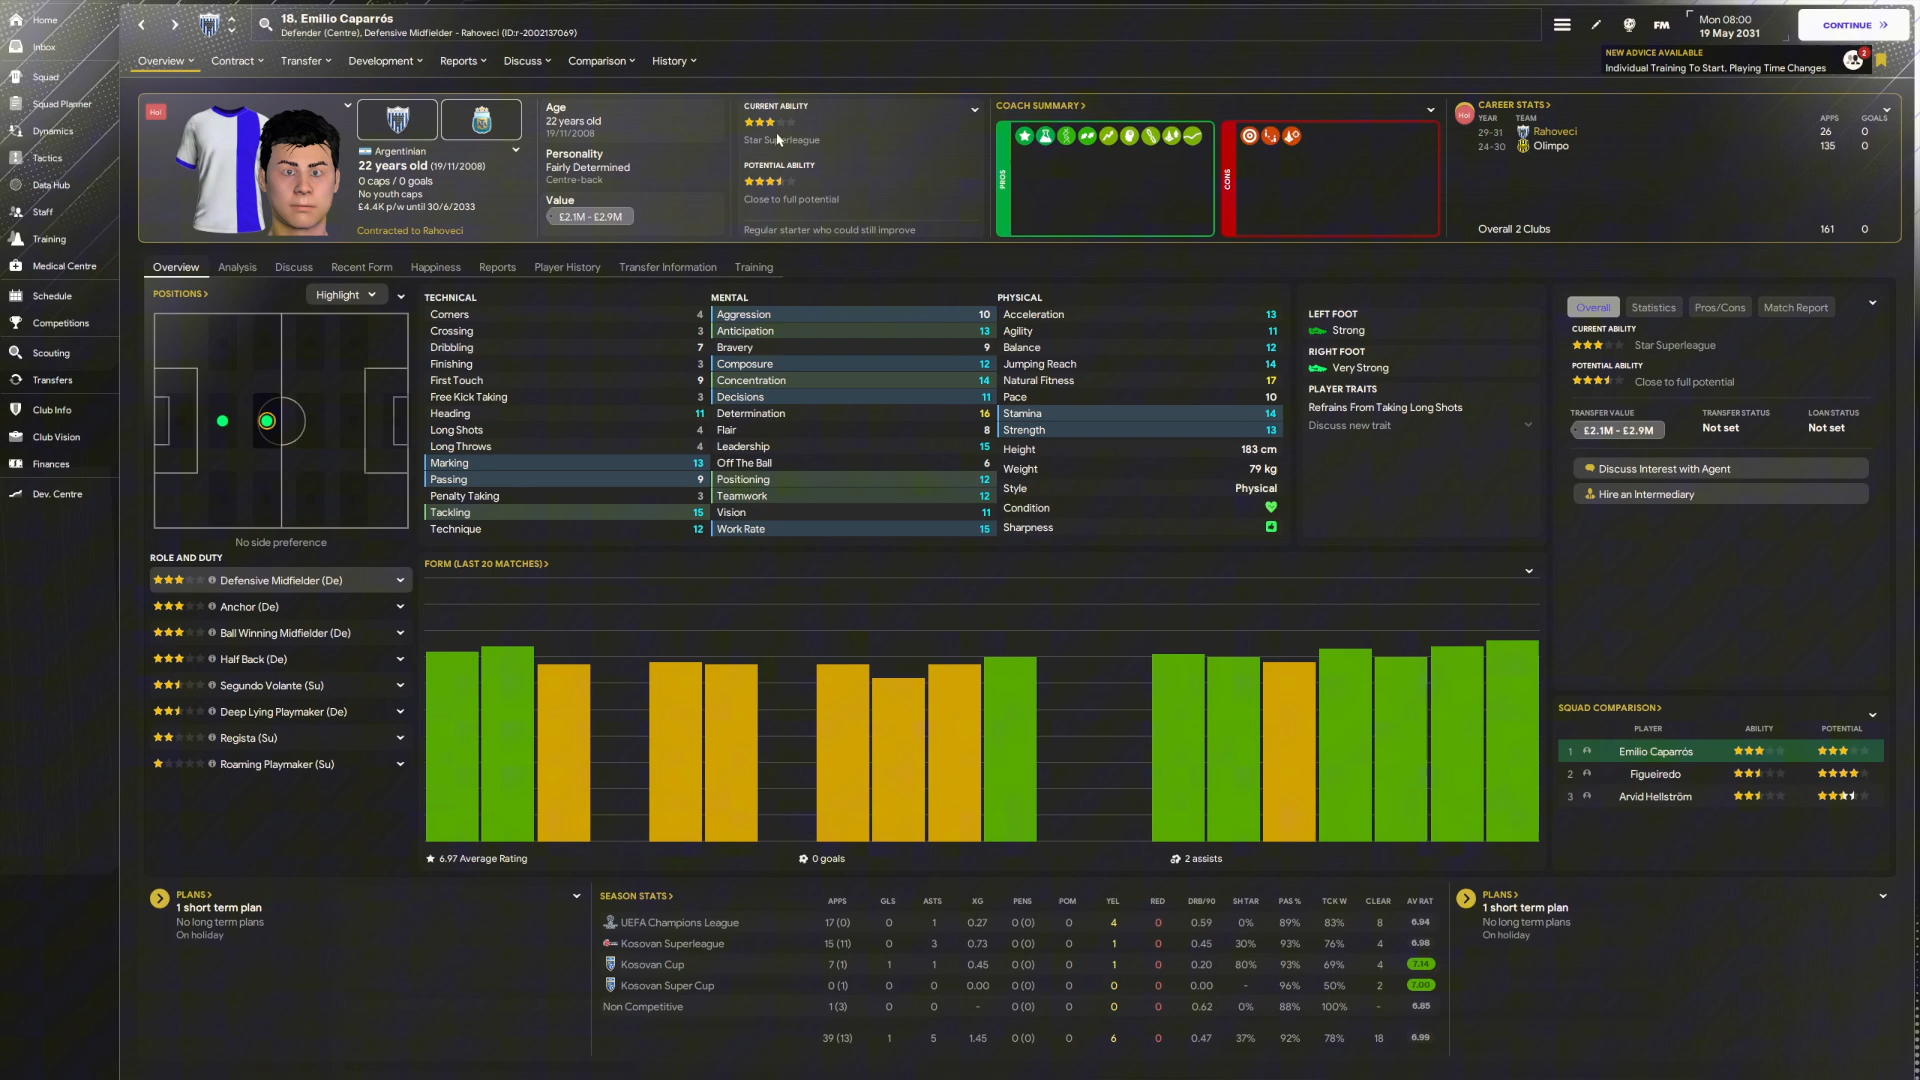 Home
Inbox
Squad
Squad Planner
Dynamics
Tactics
Data Hub
Staff
Training
Medical Centre
Schedule
Competitions
Scouting
Transfers
Club Info
Club Vision
Finances
Dev. Centre
18. Emilio Caparrós
Defender (Centre), Defensive Midfielder - Rahoveci (ID:r-2002137069)
FM
Mon 08:00
19 May 2031
CONTINUE
Overview Contract Transfer Development Reports Discuss Comparison History
NEW ADVICE AVAILABLE
Individual Training To Start, Playing Time Changes
2
Hol
Argentinian
22 years old (19/11/2008)
0 caps / 0 goals
No youth caps
£4.4K p/w until 30/6/2033
Contracted to Rahoveci
Age
22 years old
19/11/2008
Personality
Fairly Determined
Centre-back
Value
£2.1M - £2.9M
CURRENT ABILITY
Star Superleague
POTENTIAL ABILITY
Close to full potential
Regular starter who could still improve
COACH SUMMARY >
PROS
CONS
Hol
CAREER STATS >
YEAR TEAM APPS GOALS
29-31 Rahoveci 26 0
24-30 Olimpo 135 0
Overall 2 Clubs 161 0
Overview Analysis Discuss Recent Form Happiness Reports Player History Transfer Information Training
POSITIONS >
Highlight
No side preference
ROLE AND DUTY
Defensive Midfielder (De)
Anchor (De)
Ball Winning Midfielder (De)
Half Back (De)
Segundo Volante (Su)
Deep Lying Playmaker (De)
Regista (Su)
Roaming Playmaker (Su)
TECHNICAL
Corners 4
Crossing 3
Dribbling 7
Finishing 3
First Touch 9
Free Kick Taking 3
Heading 11
Long Shots 4
Long Throws 4
Marking 13
Passing 9
Penalty Taking 3
Tackling 15
Technique 12
MENTAL
Aggression 10
Anticipation 13
Bravery 9
Composure 12
Concentration 14
Decisions 11
Determination 16
Flair 8
Leadership 15
Off The Ball 6
Positioning 12
Teamwork 12
Vision 11
Work Rate 15
PHYSICAL
Acceleration 13
Agility 11
Balance 12
Jumping Reach 14
Natural Fitness 17
Pace 10
Stamina 14
Strength 13
Height 183 cm
Weight 79 kg
Style Physical
Condition
Sharpness
LEFT FOOT
Strong
RIGHT FOOT
Very Strong
PLAYER TRAITS
Refrains From Taking Long Shots
Discuss new trait
Overall Statistics Pros/Cons Match Report
CURRENT ABILITY
Star Superleague
POTENTIAL ABILITY
Close to full potential
TRANSFER VALUE TRANSFER STATUS LOAN STATUS
£2.1M - £2.9M Not set Not set
Discuss Interest with Agent
Hire an Intermediary
FORM (LAST 20 MATCHES) >
6.97 Average Rating
0 goals
2 assists
SQUAD COMPARISON >
PLAYER ABILITY POTENTIAL
1 Emilio Caparrós
2 Figueiredo
3 Arvid Hellström
PLANS >
1 short term plan
No long term plans
On holiday
SEASON STATS > APPS GLS ASTS XG PENS POM YEL RED DRB/90 SH TAR PAS % TCK W CLEAR AV RAT
UEFA Champions League 17 (0) 0 1 0.27 0 (0) 0 4 0 0.59 0% 89% 83% 8 6.94
Kosovan Superleague 15 (11) 0 3 0.73 0 (0) 0 1 0 0.45 30% 93% 76% 4 6.98
Kosovan Cup 7 (1) 1 1 0.45 0 (0) 0 1 0 0.20 80% 93% 69% 4 7.14
Kosovan Super Cup 0 (1) 0 0 0.00 0 (0) 0 0 0 0.00 - 96% 50% 2 7.00
Non Competitive 1 (3) 0 0 - 0 (0) 0 0 0 0.62 0% 88% 100% - 6.85
39 (13) 1 5 1.45 0 (0) 0 6 0 0.47 37% 92% 78% 18 6.99
PLANS >
1 short term plan
No long term plans
On holiday